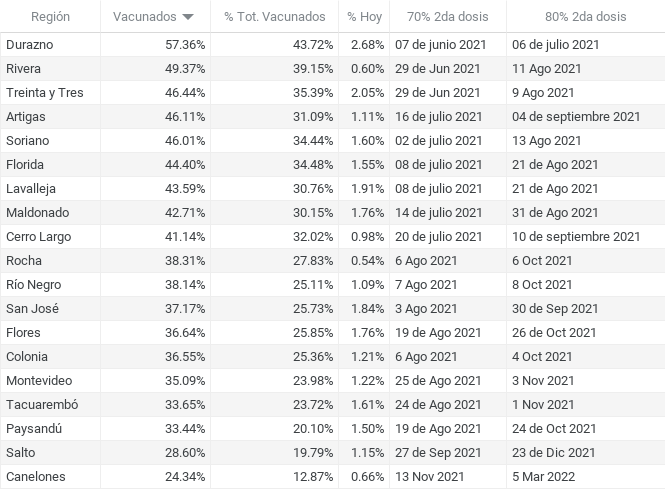 Región Vacunados % Tot. Vacunados % Hoy 70% 2da dosis 80% 2da dosis
Durazno 57.36% 43.72% 2.68% 07 de junio 2021 06 de julio 2021
Rivera 49.37% 39.15% 0.60% 29 de Jun 2021 11 Ago 2021
Treinta y Tres 46.44% 35.39% 2.05% 29 de Jun 2021 9 Ago 2021
Artigas 46.11% 31.09% 1.11% 16 de julio 2021 04 de septiembre 2021
Soriano 46.01% 34.44% 1.60% 02 de julio 2021 13 Ago 2021
Florida 44.40% 34.48% 1.55% 08 de julio 2021 21 de Ago 2021
Lavalleja 43.59% 30.76% 1.91% 08 de julio 2021 21 de Ago 2021
Maldonado 42.71% 30.15% 1.76% 14 de julio 2021 31 de Ago 2021
Cerro Largo 41.14% 32.02% 0.98% 20 de julio 2021 10 de septiembre 2021
Rocha 38.31% 27.83% 0.54% 6 Ago 2021 6 Oct 2021
Río Negro 38.14% 25.11% 1.09% 7 Ago 2021 8 Oct 2021
San José 37.17% 25.73% 1.84% 3 Ago 2021 30 de Sep 2021
Flores 36.64% 25.85% 1.76% 19 de Ago 2021 26 de Oct 2021
Colonia 36.55% 25.36% 1.21% 6 Ago 2021 4 Oct 2021
Montevideo 35.09% 23.98% 1.22% 25 de Ago 2021 3 Nov 2021
Tacuarembó 33.65% 23.72% 1.61% 24 de Ago 2021 1 Nov 2021
Paysandú 33.44% 20.10% 1.50% 19 de Ago 2021 24 de Oct 2021
Salto 28.60% 19.79% 1.15% 27 de Sep 2021 23 de Dic 2021
Canelones 24.34% 12.87% 0.66% 13 Nov 2021 5 Mar 2022